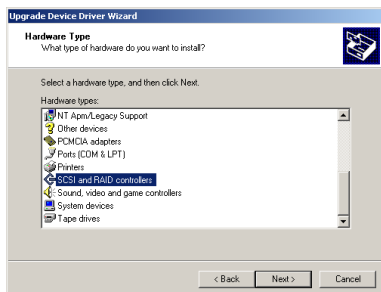 Upgrade Device Driver Wizard
Hardware Type
What type of hardware do you want to install?
Select a hardware type, and then click Next.
Hardware types:
NT Apm/Legacy Support
Other devices
PCMCIA adapters
Ports (COM & LPT)
Printers
SCSI and RAID controllers
Sound, video and game controllers
System devices
Tape drives
< Back
Next >
Cancel